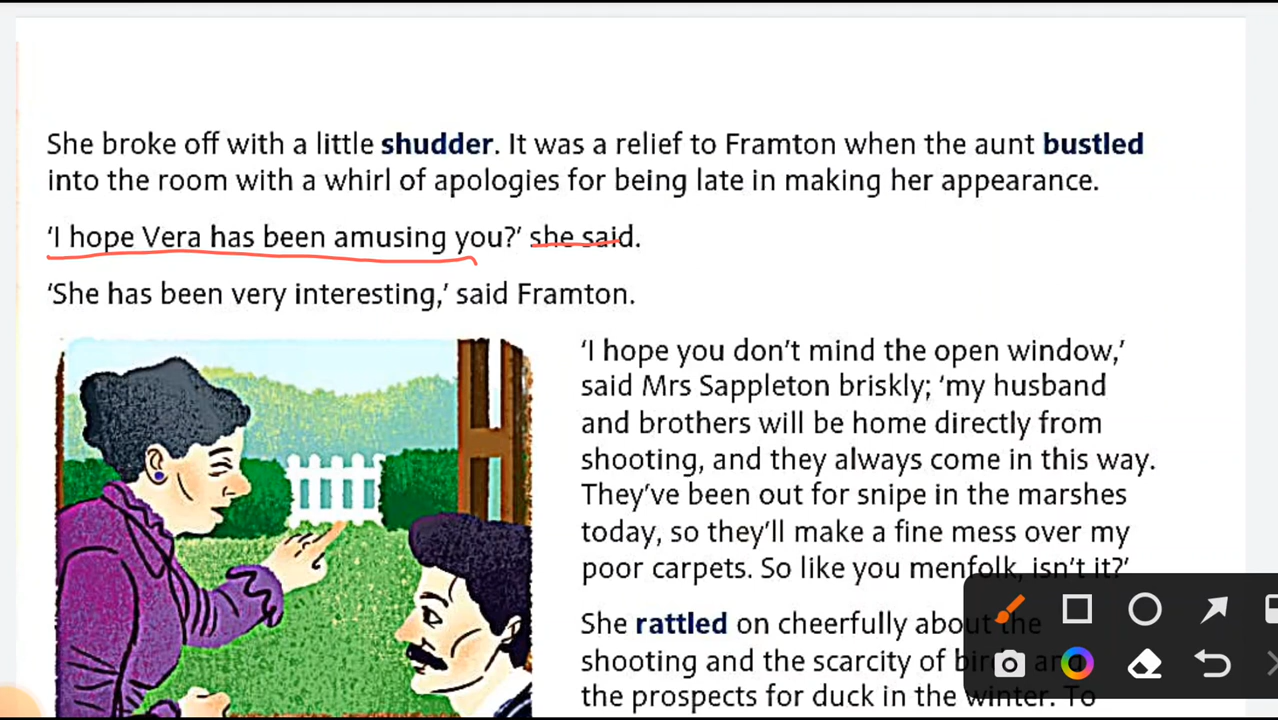 She broke off with a little shudder. It was a relief to Framton when the aunt bustled
into the room with a whirl of apologies for being late in making her appearance.
‘I hope Vera has been amusing you?’ she said.
‘She has been very interesting,’ said Framton.
‘I hope you don’t mind the open window,’
said Mrs Sappleton briskly; ‘my husband
and brothers will be home directly from
shooting, and they always come in this way.
They’ve been out for snipe in the marshes
today, so they’ll make a fine mess over my
poor carpets. So like you menfolk, isn’t it?’
She rattled on cheerfully about the
shooting and the scarcity of birds and
the prospects for duck in the winter. To